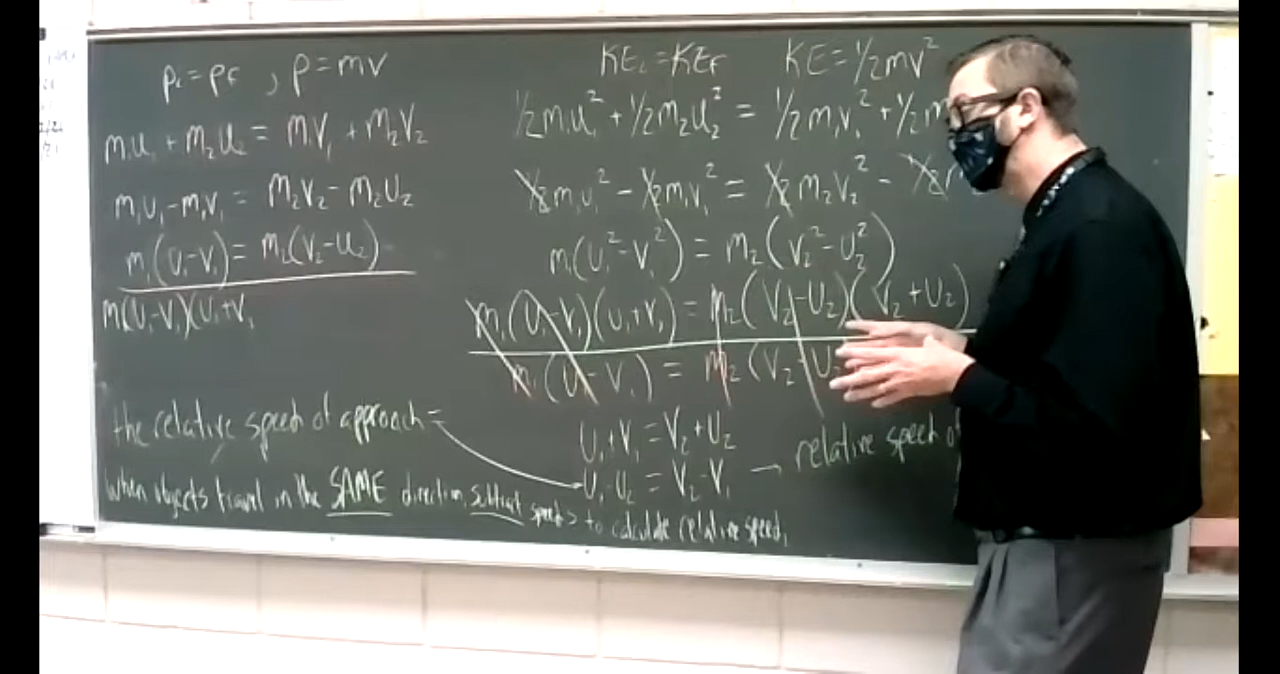 pᵢ = p_F , p = mv
m₁u₁ + m₂u₂ = m₁v₁ + m₂v₂
m₁u₁ - m₁v₁ = m₂v₂ - m₂u₂
m₁(u₁-v₁) = m₂(v₂-u₂)
m(u₁-v₁)(u₁+v₁
the relative speed of approach =
when objects travel in the SAME direction, subtract speeds to calculate relative speed.
KEᵢ = KE_F KE = ½mv²
½m₁u₁² + ½m₂u₂² = ½m₁v₁² + ½m
½m₁u₁² - ½m₁v₁² = ½m₂v₂² - ½m
m₁(u₁²-v₁²) = m₂(v₂²-u₂²)
m₁(u₁-v₁)(u₁+v₁) = m₂(v₂-u₂)(v₂+u₂)
m₁(u₁-v₁) = m₂(v₂-u₂
u₁+v₁ = v₂+u₂
u₁-u₂ = v₂-v₁ → relative speed of